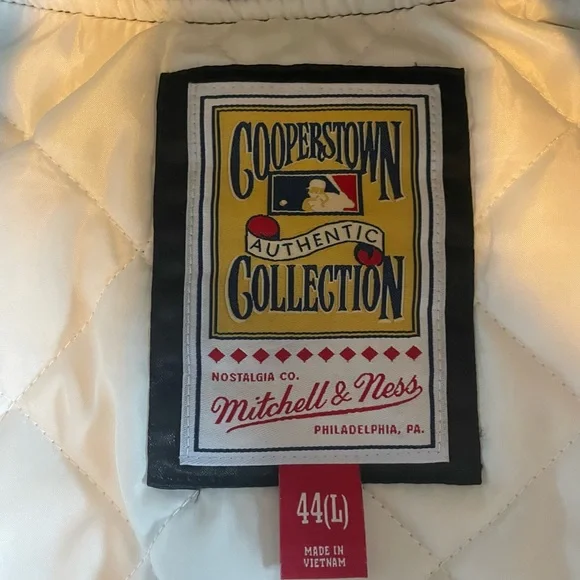 COOPERSTOWN
AUTHENTIC
COLLECTION
NOSTALGIA CO.
Mitchell & Ness
PHILADELPHIA, PA.
44(L)
MADE IN
VIETNAM